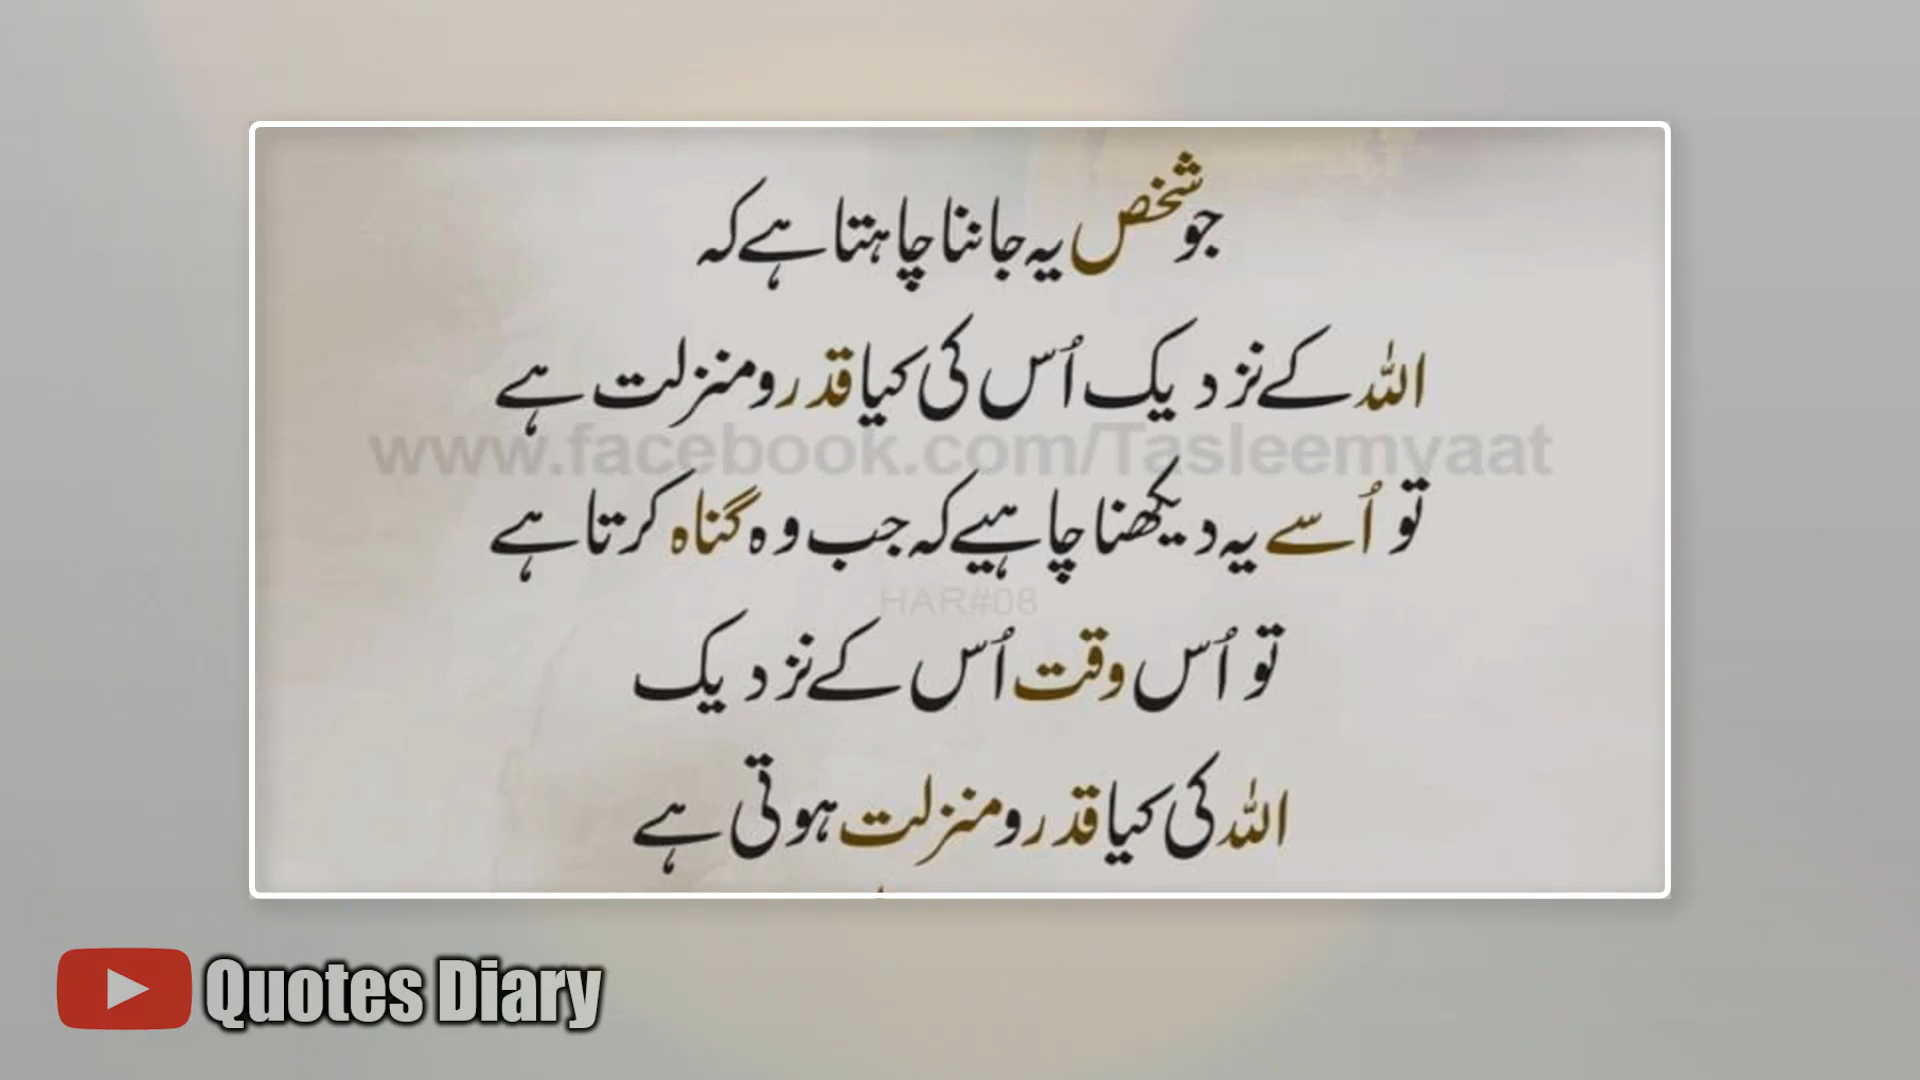 جو شخص یہ جاننا چاہتا ہے کہ
اللہ کے نزدیک اُس کی کیا قدر و منزلت ہے
www.facebook.com/Tasleemyaat
تو اُسے یہ دیکھنا چاہیے کہ جب وہ گناہ کرتا ہے
HAR#08
تو اُس وقت اُس کے نزدیک
اللہ کی کیا قدر و منزلت ہوتی ہے
Quotes Diary